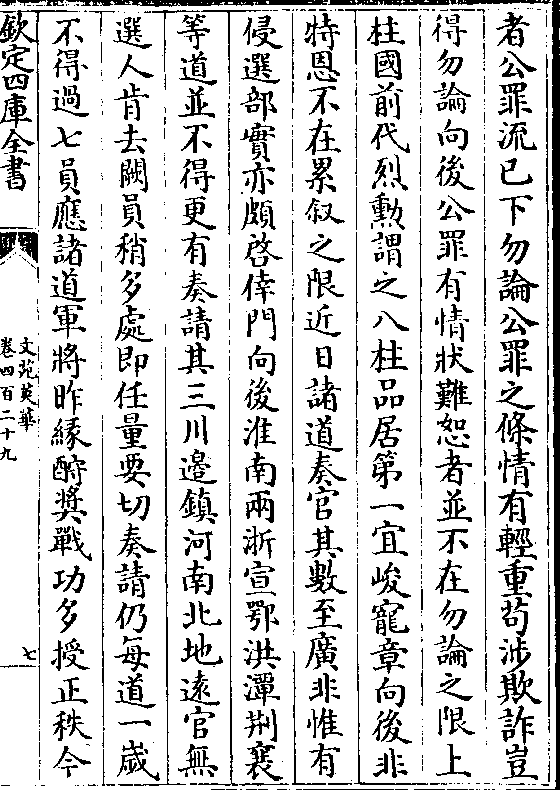 者公罪流已下勿論公罪之條情有輕重茍涉欺詐豈
得勿論向後公罪有情狀難恕者並不在勿論之限上
柱國前代烈勳謂之八柱品居第一宜峻寵章向後非
特恩不在累叙之限近日諸道奏官其數至廣非惟有
侵選部實亦頗啓倖門向後淮南兩浙宣鄂洪潭荆襄
等道並不得更有奏請其三川邉鎮河南北地遠官無
選人肯去闕員稍多處即任量要切奏請仍每道一歲
不得過七員應諸道軍將昨緣酧奬戰功多授正秩今
欽定四庫全書
文苑英華
卷四百二十九
七